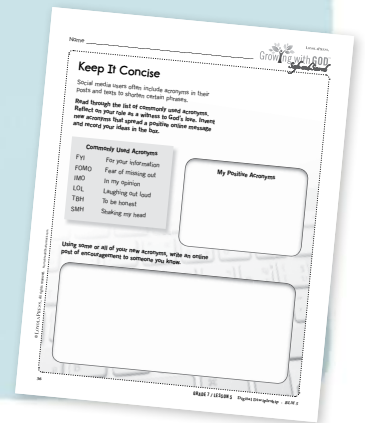 Name
LOYOLA PRESS.
Growing with GOD
Keep It Concise
Social media users often include acronyms in their
posts and texts to shorten certain phrases.
Read through the list of commonly used acronyms.
Reflect on your role as a witness to God's love. Invent
new acronyms that spread a positive online message
and record your ideas in the box.
Commonly Used Acronyms
FYI For your information
FOMO Fear of missing out
IMO In my opinion
LOL Laughing out loud
TBH To be honest
SMH Shaking my head
My Positive Acronyms
Using some or all of your new acronyms, write an online
post of encouragement to someone you know.
GRADE 7 / LESSON 5 Digital Discipleship